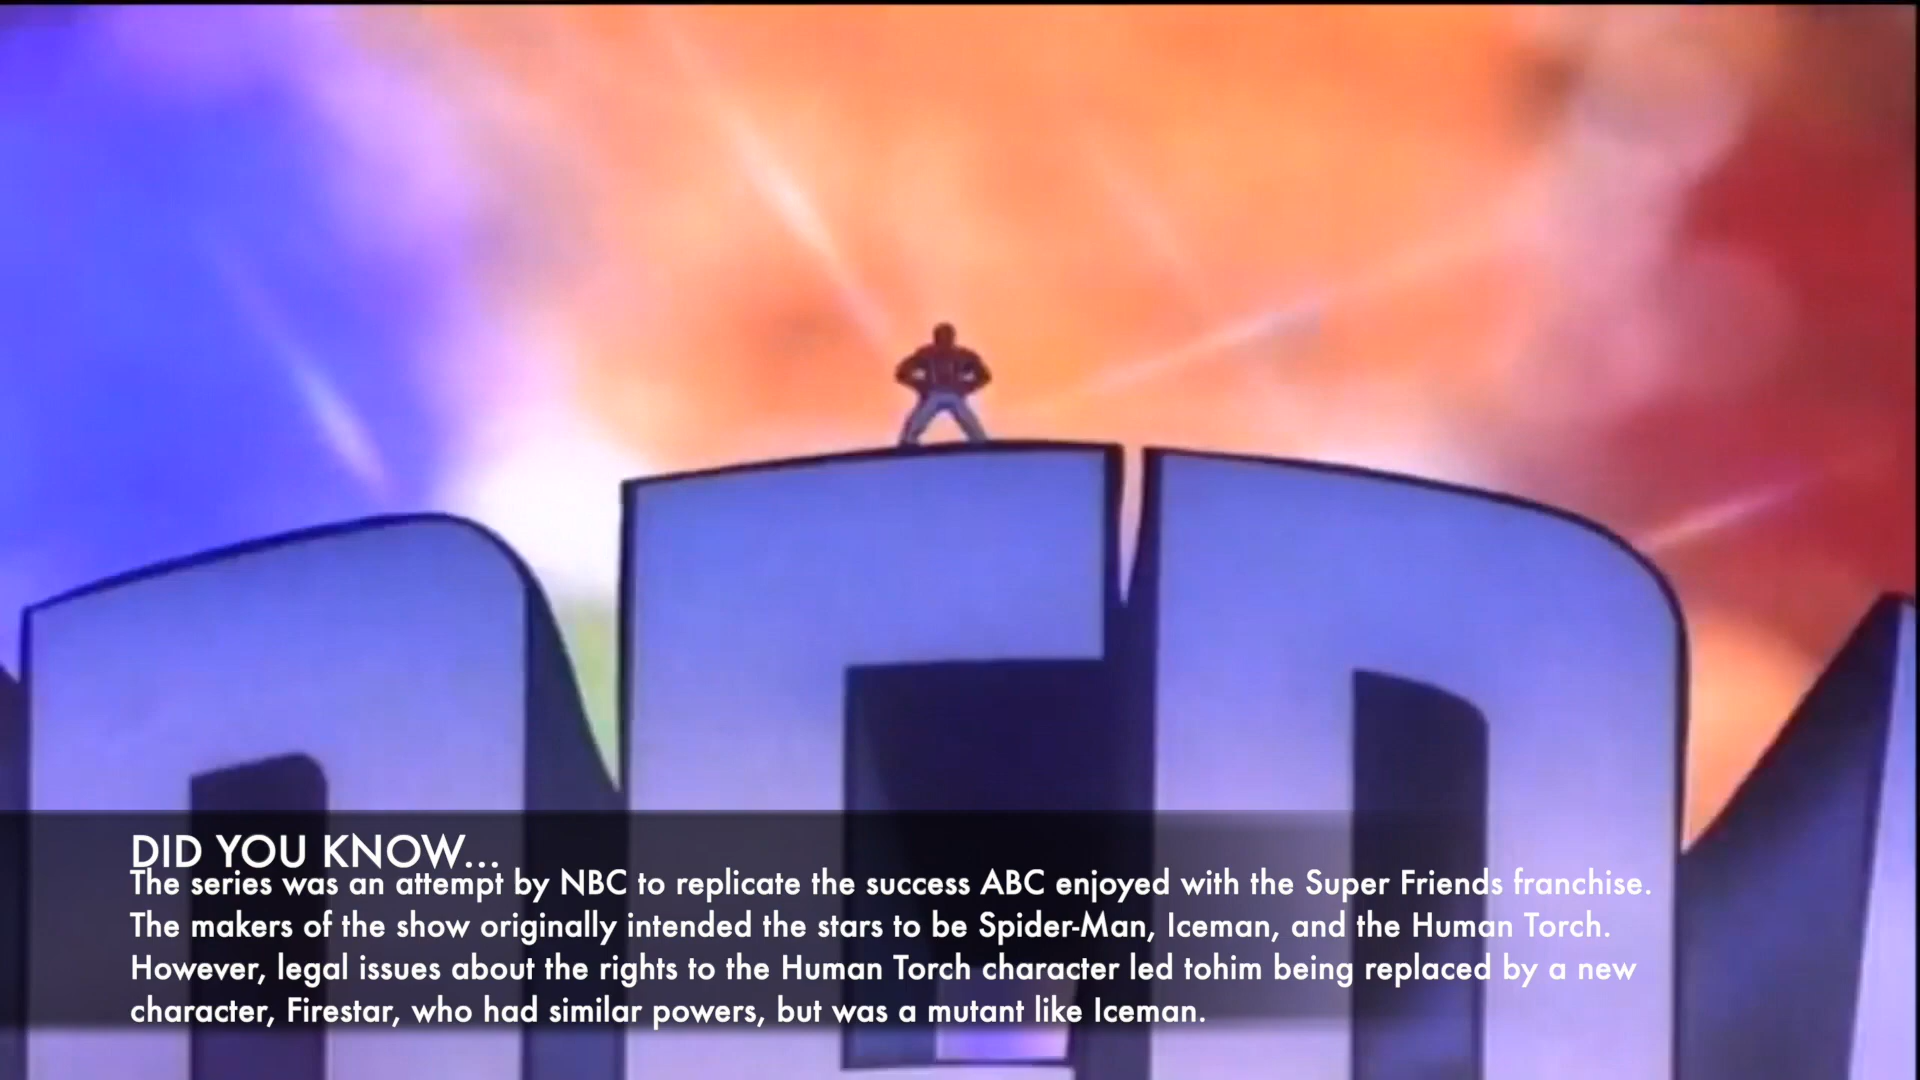 DID YOU KNOW...
The series was an attempt by NBC to replicate the success ABC enjoyed with the Super Friends franchise.
The makers of the show originally intended the stars to be Spider-Man, Iceman, and the Human Torch.
However, legal issues about the rights to the Human Torch character led tohim being replaced by a new
character, Firestar, who had similar powers, but was a mutant like Iceman.